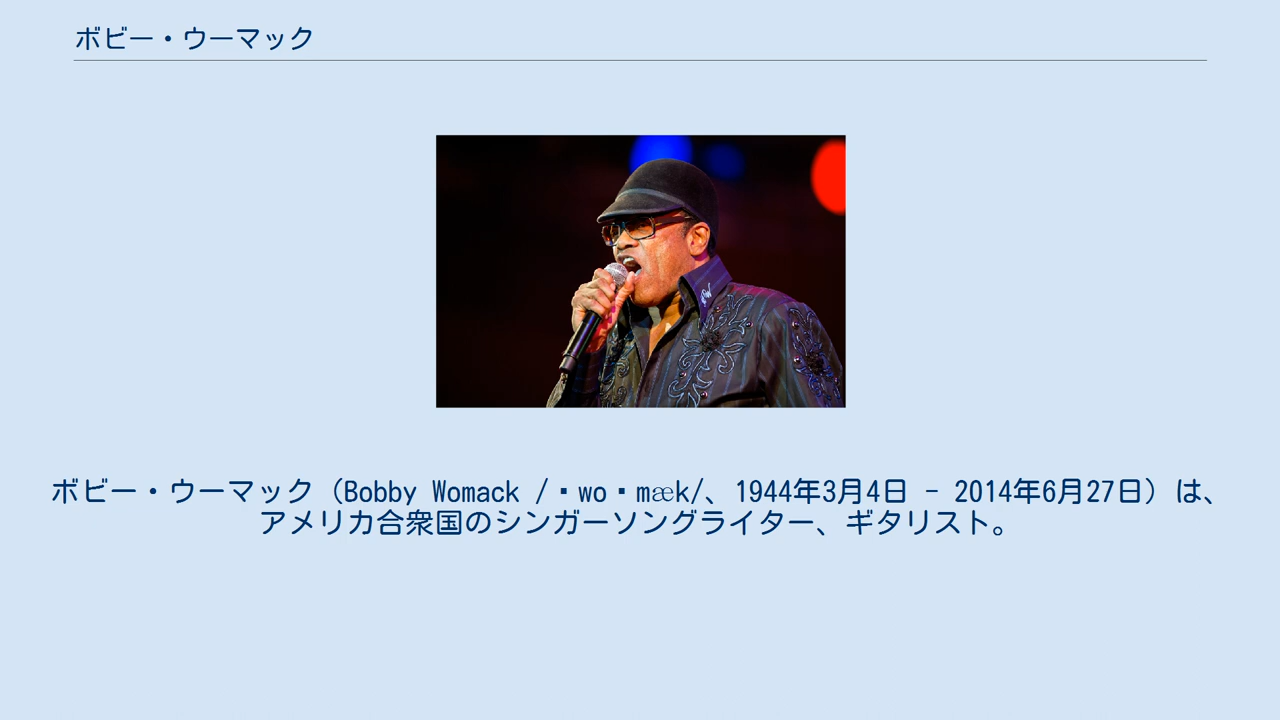 ボビー・ウーマック
ボビー・ウーマック（Bobby Womack /ˈwoʊmæk/、1944年3月4日 - 2014年6月27日）は、
アメリカ合衆国のシンガーソングライター、ギタリスト。